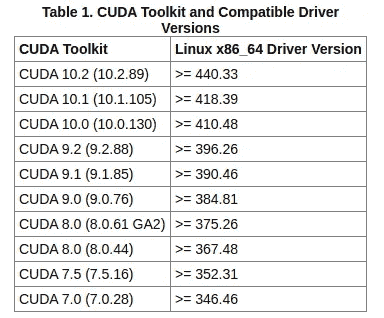 Table 1. CUDA Toolkit and Compatible Driver
Versions
CUDA Toolkit Linux x86_64 Driver Version
CUDA 10.2 (10.2.89) >= 440.33
CUDA 10.1 (10.1.105) >= 418.39
CUDA 10.0 (10.0.130) >= 410.48
CUDA 9.2 (9.2.88) >= 396.26
CUDA 9.1 (9.1.85) >= 390.46
CUDA 9.0 (9.0.76) >= 384.81
CUDA 8.0 (8.0.61 GA2) >= 375.26
CUDA 8.0 (8.0.44) >= 367.48
CUDA 7.5 (7.5.16) >= 352.31
CUDA 7.0 (7.0.28) >= 346.46